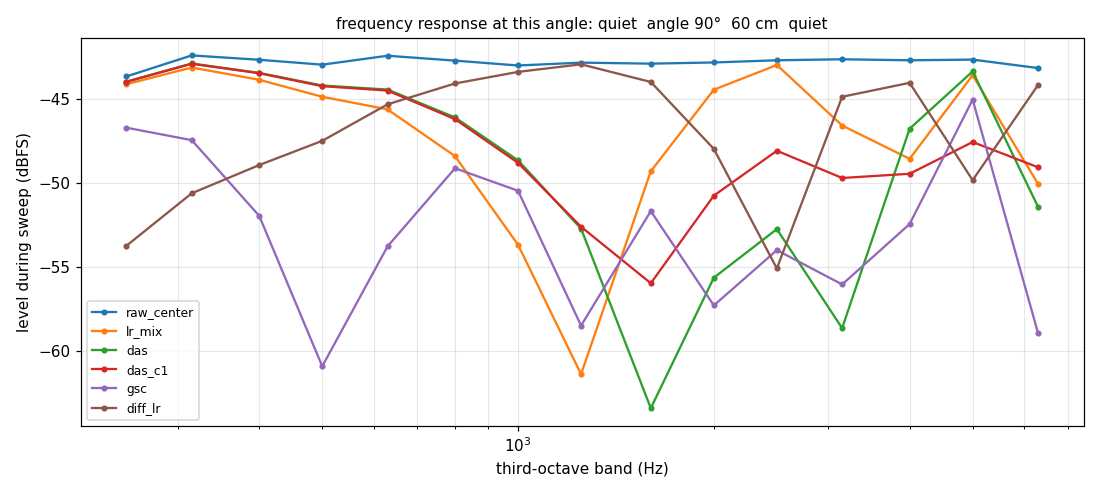 frequency response at this angle: quiet  angle 90°  60 cm  quiet
level during sweep (dBFS)
−45
−50
−55
−60
raw_center
lr_mix
das
das_c1
gsc
diff_lr
10³
third-octave band (Hz)